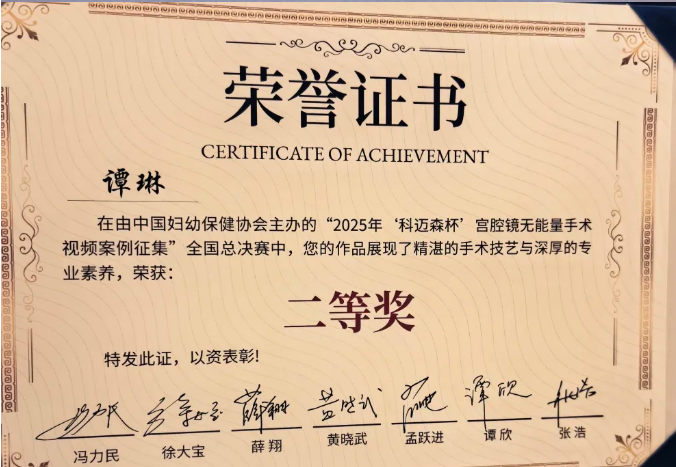 荣誉证书
CERTIFICATE OF ACHIEVEMENT
谭琳
在由中国妇幼保健协会主办的“2025年‘科迈森杯’宫腔镜无能量手术
视频案例征集”全国总决赛中，您的作品展现了精湛的手术技艺与深厚的专
业素养，荣获：
二等奖
特发此证，以资表彰！
冯力民 徐大宝 薛翔 黄晓武 孟跃进 谭欣 张浩